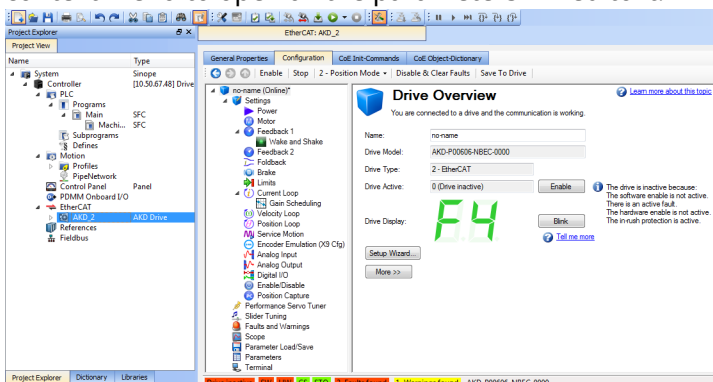 Project Explorer
EtherCAT: AKD_2
Project View
Name Type
System Sinope
Controller [10.50.67.48] Drive
PLC
Programs
Main SFC
Machi... SFC
Subprograms
Defines
Motion
Profiles
PipeNetwork
Control Panel Panel
PDMM Onboard I/O
EtherCAT
AKD_2 AKD Drive
References
Fieldbus
Project Explorer Dictionary Libraries
General Properties Configuration CoE Init-Commands CoE Object-Dictionary
Enable Stop 2 - Position Mode Disable & Clear Faults Save To Drive
no-name (Online)*
Settings
Power
Motor
Feedback 1
Wake and Shake
Feedback 2
Foldback
Brake
Limits
Current Loop
Gain Scheduling
Velocity Loop
Position Loop
Service Motion
Encoder Emulation (X9 Cfg)
Analog Input
Analog Output
Digital I/O
Enable/Disable
Position Capture
Performance Servo Tuner
Slider Tuning
Faults and Warnings
Scope
Parameter Load/Save
Parameters
Terminal
Drive Overview
Learn more about this topic
You are connected to a drive and the communication is working.
Name: no-name
Drive Model: AKD-P00606-NBEC-0000
Drive Type: 2 - EtherCAT
Drive Active: 0 (Drive inactive) Enable
The drive is inactive because:
The software enable is not active.
There is an active fault.
The hardware enable is not active.
The in-rush protection is active.
Drive Display: F4 Blink
Tell me more
Setup Wizard...
More >>